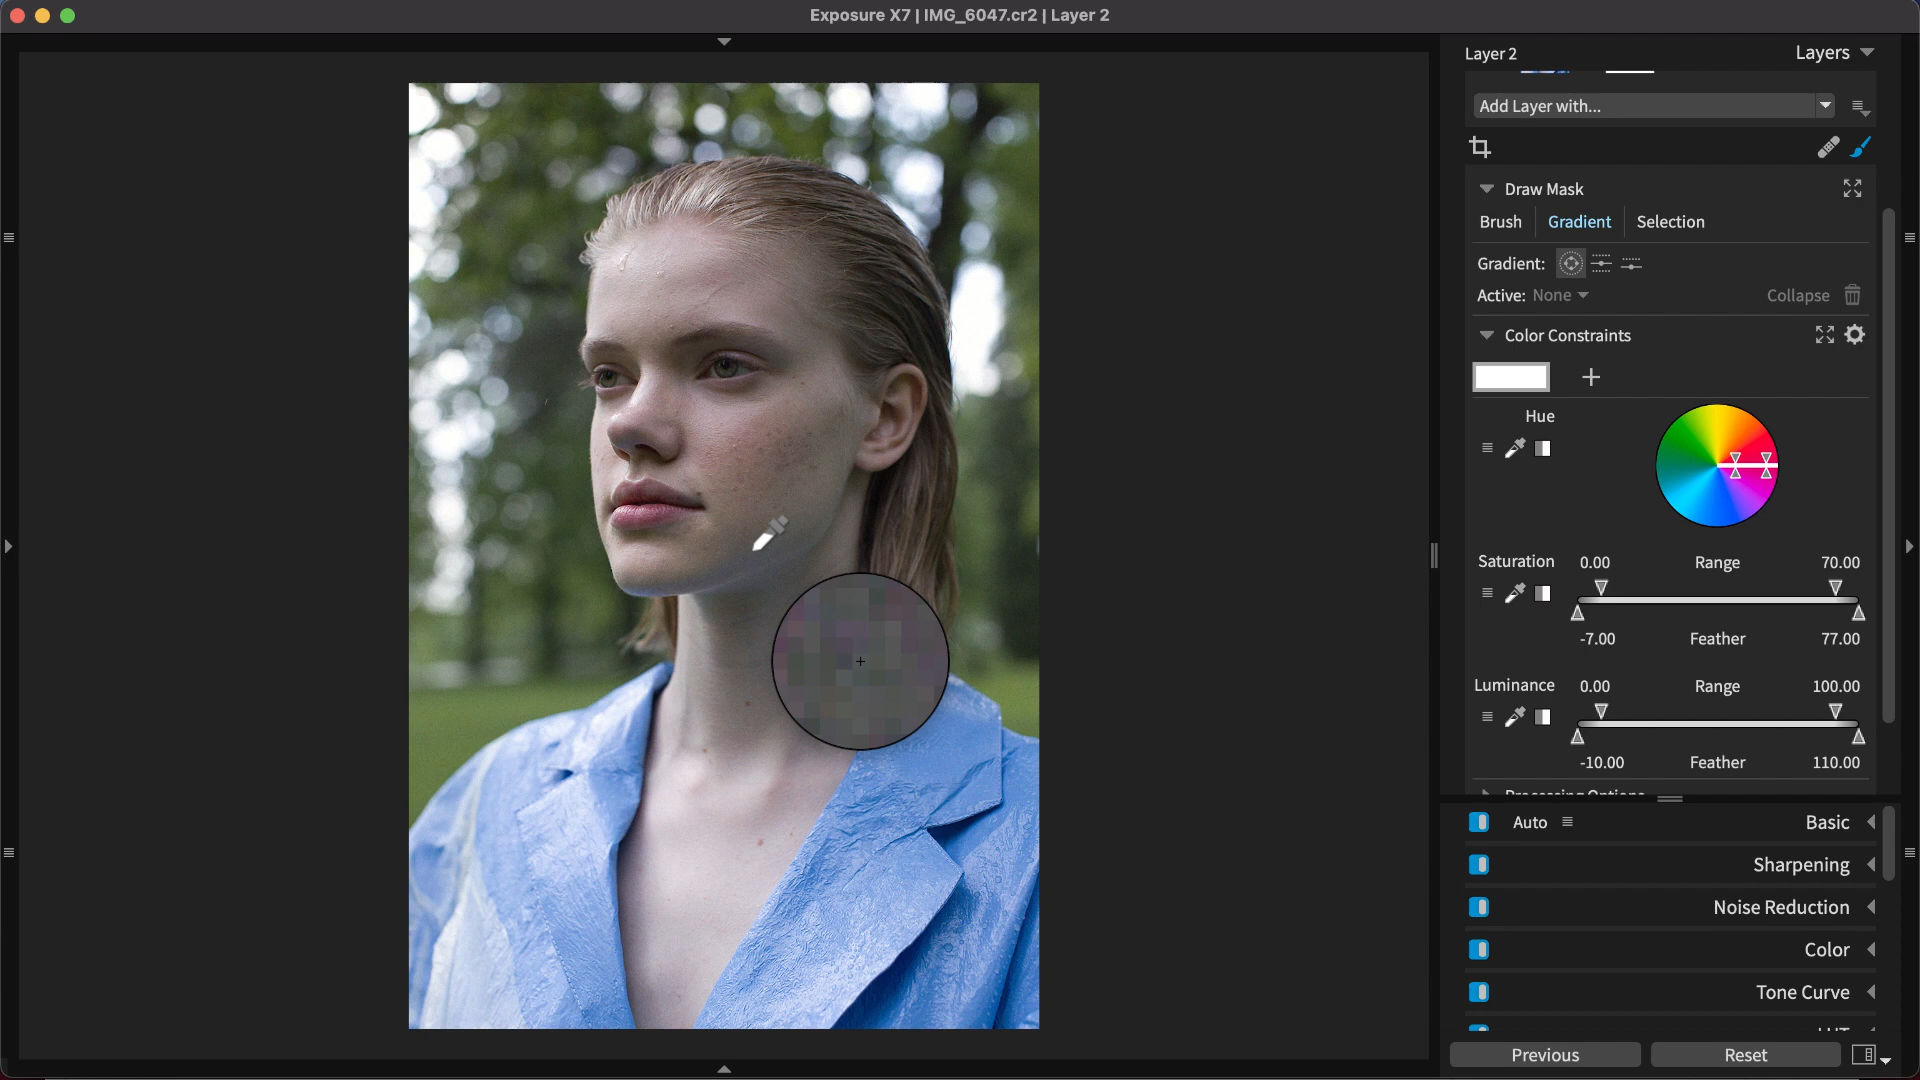 Exposure X7 | IMG_6047.cr2 | Layer 2
Layer 2
Layers
Add Layer with...
Draw Mask
Brush
Gradient
Selection
Gradient:
Active: None
Collapse
Color Constraints
Hue
Saturation
0.00
Range
70.00
-7.00
Feather
77.00
Luminance
0.00
Range
100.00
-10.00
Feather
110.00
Processing Options
Auto
Basic
Sharpening
Noise Reduction
Color
Tone Curve
Previous
Reset